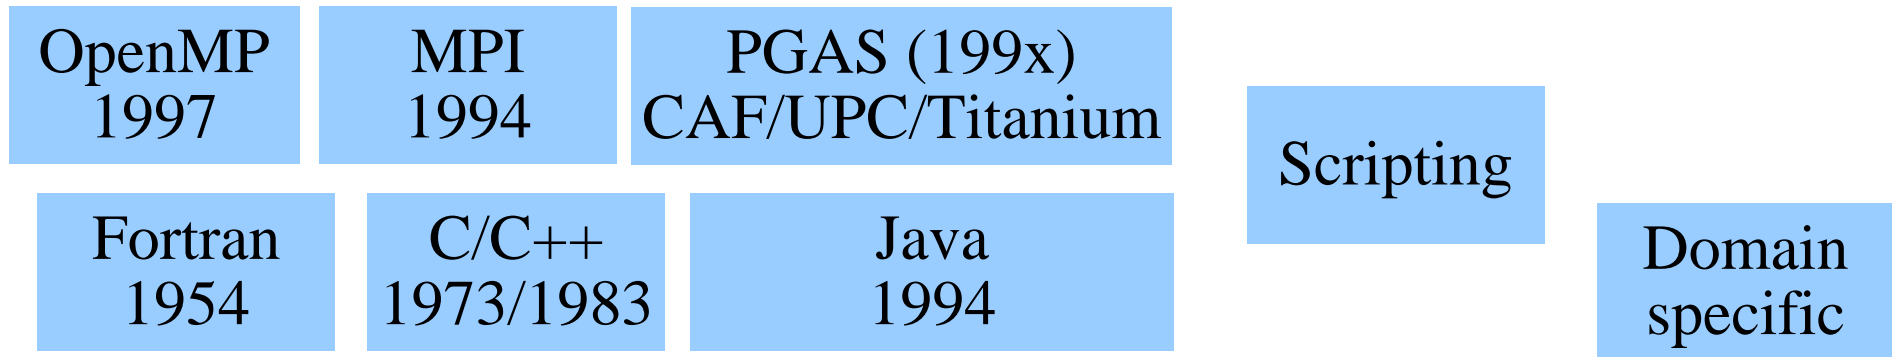 OpenMP
1997
MPI
1994
PGAS (199x)
CAF/UPC/Titanium
Scripting
Fortran
1954
C/C++
1973/1983
Java
1994
Domain
specific